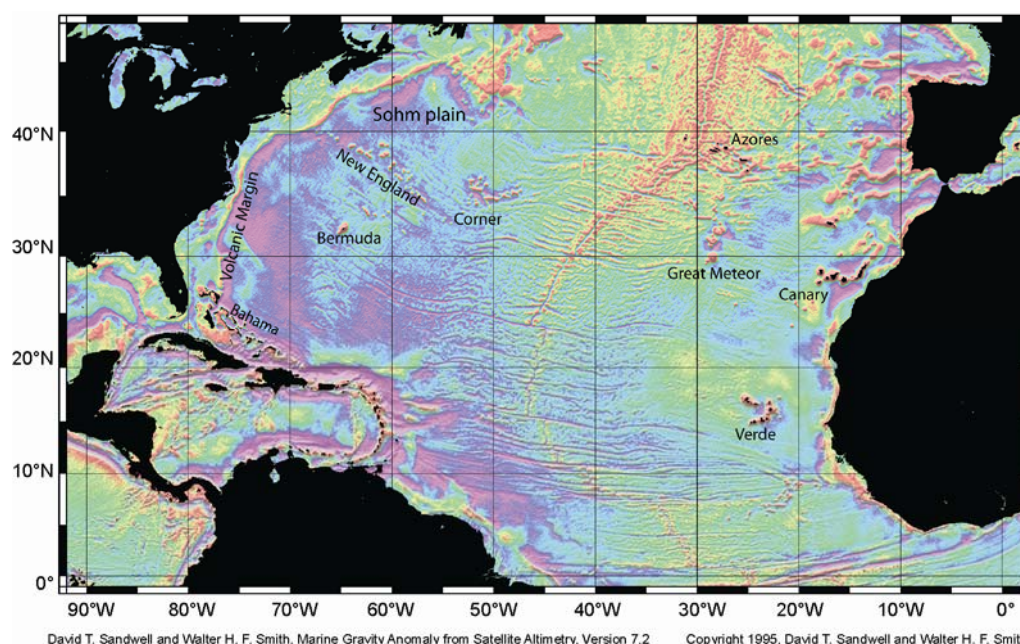 Sohm plain
40°N
Azores
New England
Volcanic Margin
Corner
Bermuda
30°N
Great Meteor
Canary
Bahama
20°N
Verde
10°N
0°
90°W 80°W 70°W 60°W 50°W 40°W 30°W 20°W 10°W 0°
David T. Sandwell and Walter H. F. Smith, Marine Gravity Anomaly from Satellite Altimetry, Version 7.2 Copyright 1995, David T. Sandwell and Walter H. F. Smit